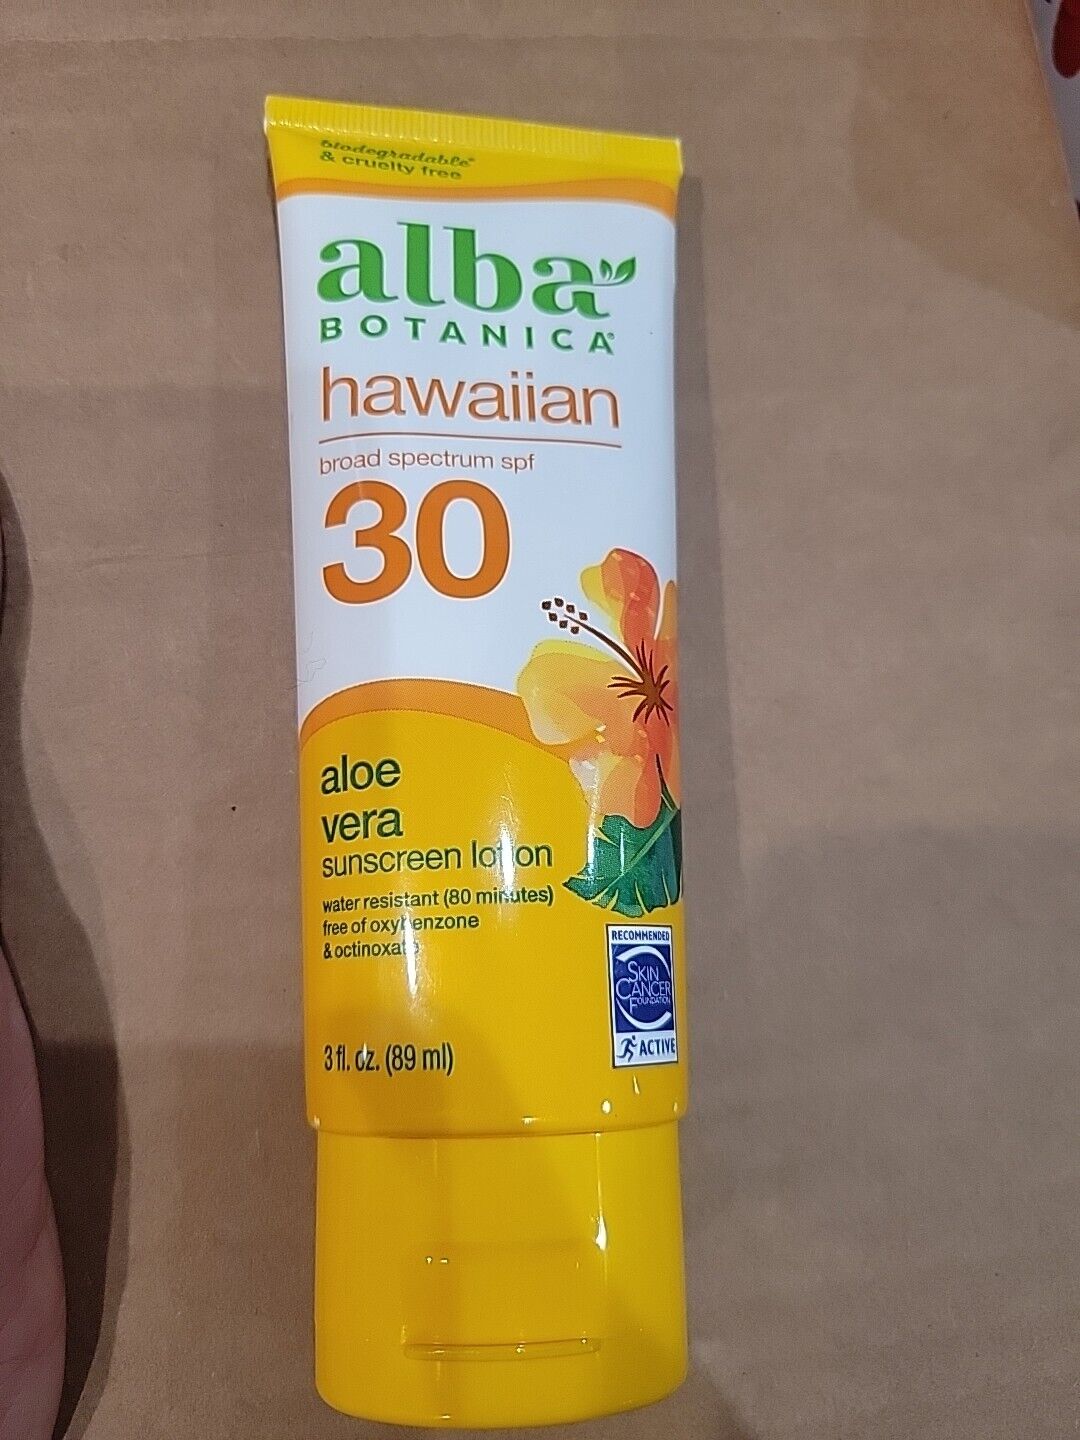 biodegradable*
& cruelty free
alba
BOTANICA®
hawaiian
broad spectrum spf
30
aloe
vera
sunscreen lotion
water resistant (80 minutes)
free of oxybenzone
& octinoxate
RECOMMENDED
SKIN
CANCER
FOUNDATION
ACTIVE
3 fl. oz. (89 ml)